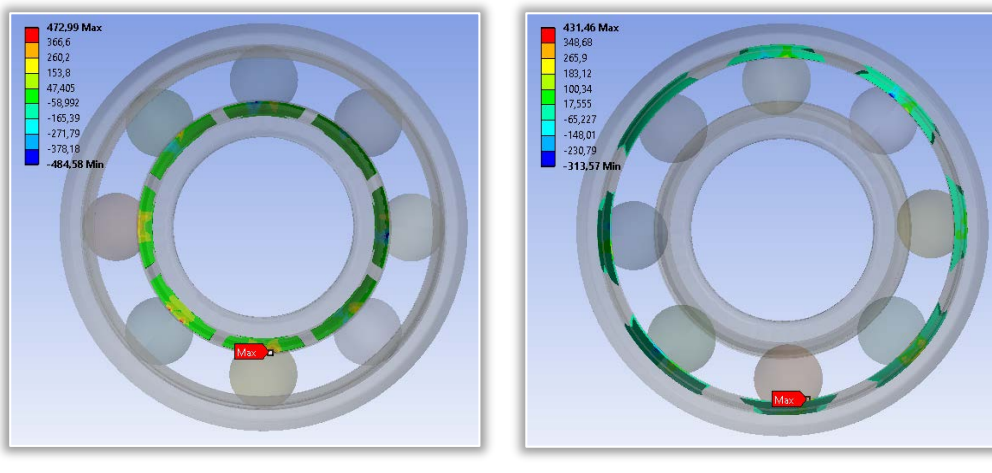 472,99 Max
366,6
260,2
153,8
47,405
-58,992
-165,39
-271,79
-378,18
-484,58 Min
Max
431,46 Max
348,68
265,9
183,12
100,34
17,555
-65,227
-148,01
-230,79
-313,57 Min
Max